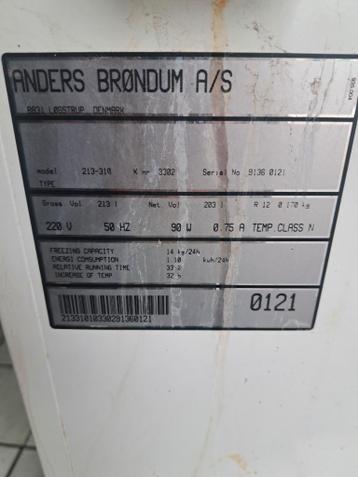 ANDERS BRØNDUM A/S
8831 LØGSTRUP, DENMARK
model 213-310 K nr 3302 Serial No 9136 0121
TYPE
Gross Vol 213 l Net. Vol 203 l R 12 0.170 kg
220 V 50 HZ 90 W 0.75 A TEMP.CLASS N
FREEZING CAPACITY 14 kg/24h
ENERGI CONSUMPTION 1.10 kwh/24h
RELATIVE RUNNING TIME 33
INCREASE OF TEMP 32 h
0121
21331010330291360121